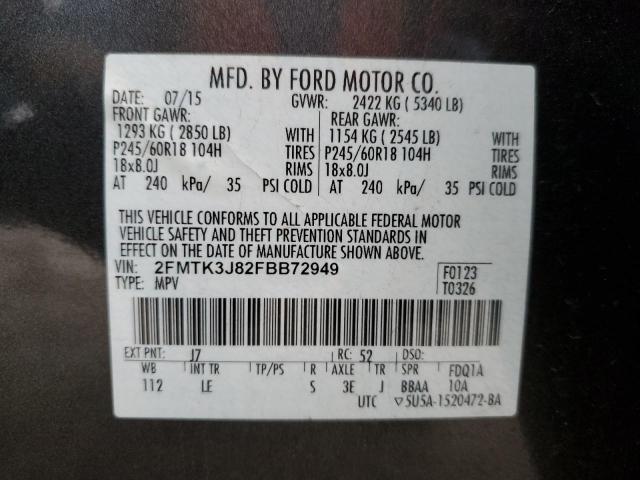 MFD. BY FORD MOTOR CO.
DATE: 07/15 GVWR: 2422 KG ( 5340 LB)
FRONT GAWR: REAR GAWR:
1293 KG ( 2850 LB) WITH 1154 KG ( 2545 LB) WITH
P245/60R18 104H TIRES P245/60R18 104H TIRES
18x8.0J RIMS 18x8.0J RIMS
AT 240 kPa/ 35 PSI COLD AT 240 kPa/ 35 PSI COLD
THIS VEHICLE CONFORMS TO ALL APPLICABLE FEDERAL MOTOR
VEHICLE SAFETY AND THEFT PREVENTION STANDARDS IN
EFFECT ON THE DATE OF MANUFACTURE SHOWN ABOVE.
VIN: 2FMTK3J82FBB72949 F0123
TYPE: MPV T0326
EXT PNT: J7 RC: 52 DSO:
WB INT TR TP/PS R AXLE TR SPR FDQ1A
112 LE S 3E J BBAA 10A
UTC ▽5U5A-1520472-BA